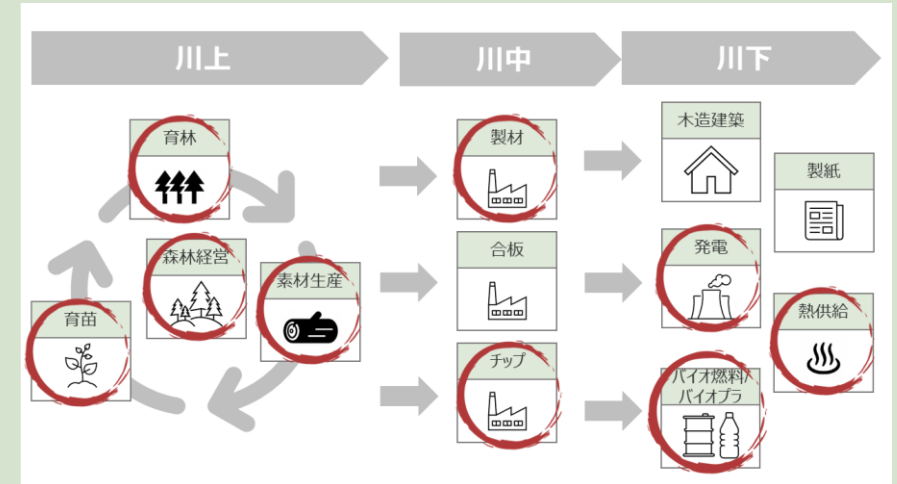 川上
川中
川下
育林
森林経営
素材生産
育苗
製材
合板
チップ
木造建築
製紙
発電
熱供給
バイオ燃料/
バイオプラ